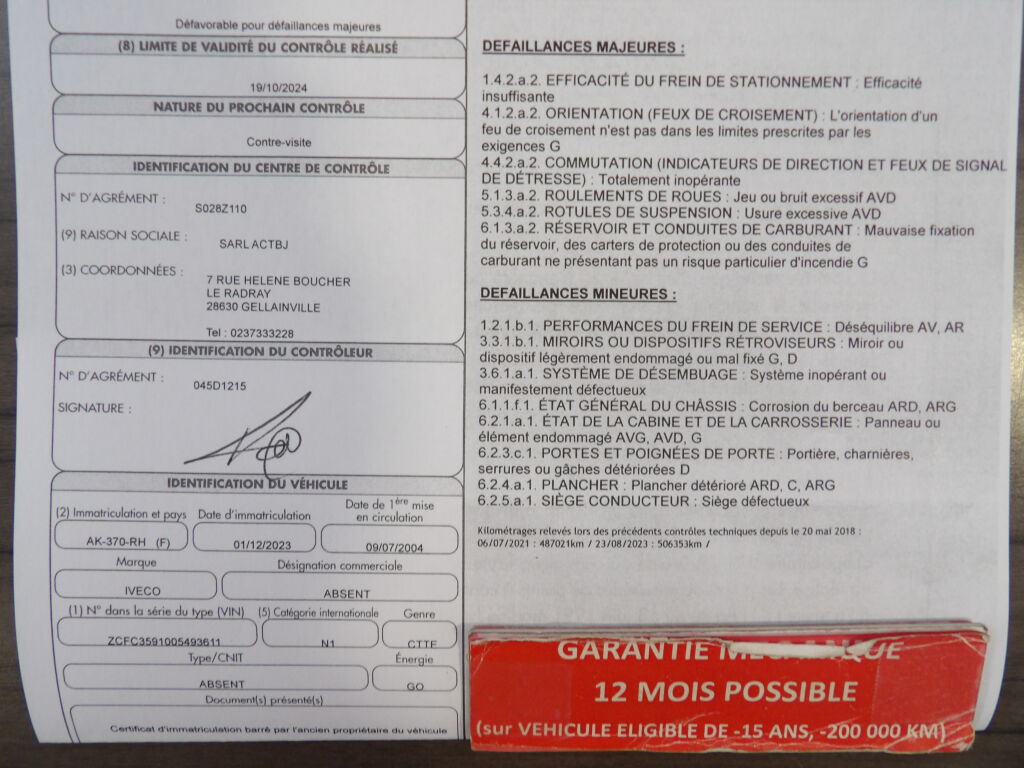 Défavorable pour défaillances majeures
(8) LIMITE DE VALIDITÉ DU CONTRÔLE RÉALISÉ
19/10/2024
NATURE DU PROCHAIN CONTRÔLE
Contre-visite
IDENTIFICATION DU CENTRE DE CONTRÔLE
N° D'AGRÉMENT :
S028Z110
(9) RAISON SOCIALE :
SARL ACTBJ
(3) COORDONNÉES :
7 RUE HELENE BOUCHER
LE RADRAY
28630 GELLAINVILLE
Tel : 0237333228
(9) IDENTIFICATION DU CONTRÔLEUR
N° D'AGRÉMENT :
045D1215
SIGNATURE :
IDENTIFICATION DU VÉHICULE
(2) Immatriculation et pays
Date d'immatriculation
Date de 1ère mise
en circulation
AK-370-RH (F)
01/12/2023
09/07/2004
Marque
Désignation commerciale
IVECO
ABSENT
(1) N° dans la série du type (VIN)
(5) Catégorie internationale
Genre
ZCFC3591005493611
N1
CTTE
Type/CNIT
Énergie
ABSENT
GO
Document(s) présenté(s)
Certificat d'immatriculation barré par l'ancien propriétaire du véhicule
DEFAILLANCES MAJEURES :
1.4.2.a.2. EFFICACITÉ DU FREIN DE STATIONNEMENT : Efficacité
insuffisante
4.1.2.a.2. ORIENTATION (FEUX DE CROISEMENT) : L'orientation d'un
feu de croisement n'est pas dans les limites prescrites par les
exigences G
4.4.2.a.2. COMMUTATION (INDICATEURS DE DIRECTION ET FEUX DE SIGNAL
DE DÉTRESSE) : Totalement inopérante
5.1.3.a.2. ROULEMENTS DE ROUES : Jeu ou bruit excessif AVD
5.3.4.a.2. ROTULES DE SUSPENSION : Usure excessive AVD
6.1.3.a.2. RÉSERVOIR ET CONDUITES DE CARBURANT : Mauvaise fixation
du réservoir, des carters de protection ou des conduites de
carburant ne présentant pas un risque particulier d'incendie G
DEFAILLANCES MINEURES :
1.2.1.b.1. PERFORMANCES DU FREIN DE SERVICE : Déséquilibre AV, AR
3.3.1.b.1. MIROIRS OU DISPOSITIFS RÉTROVISEURS : Miroir ou
dispositif légèrement endommagé ou mal fixé G, D
3.6.1.a.1. SYSTÈME DE DÉSEMBUAGE : Système inopérant ou
manifestement défectueux
6.1.1.f.1. ÉTAT GÉNÉRAL DU CHÂSSIS : Corrosion du berceau ARD, ARG
6.2.1.a.1. ÉTAT DE LA CABINE ET DE LA CARROSSERIE : Panneau ou
élément endommagé AVG, AVD, G
6.2.3.c.1. PORTES ET POIGNÉES DE PORTE : Portière, charnières,
serrures ou gâches détériorées D
6.2.4.a.1. PLANCHER : Plancher détérioré ARD, C, ARG
6.2.5.a.1. SIÈGE CONDUCTEUR : Siège défectueux
Kilométrages relevés lors des précédents contrôles techniques depuis le 20 mai 2018 :
06/07/2021 : 487021km / 23/08/2023 : 506353km /
GARANTIE MECANIQUE
12 MOIS POSSIBLE
(sur VEHICULE ELIGIBLE DE -15 ANS, -200 000 KM)